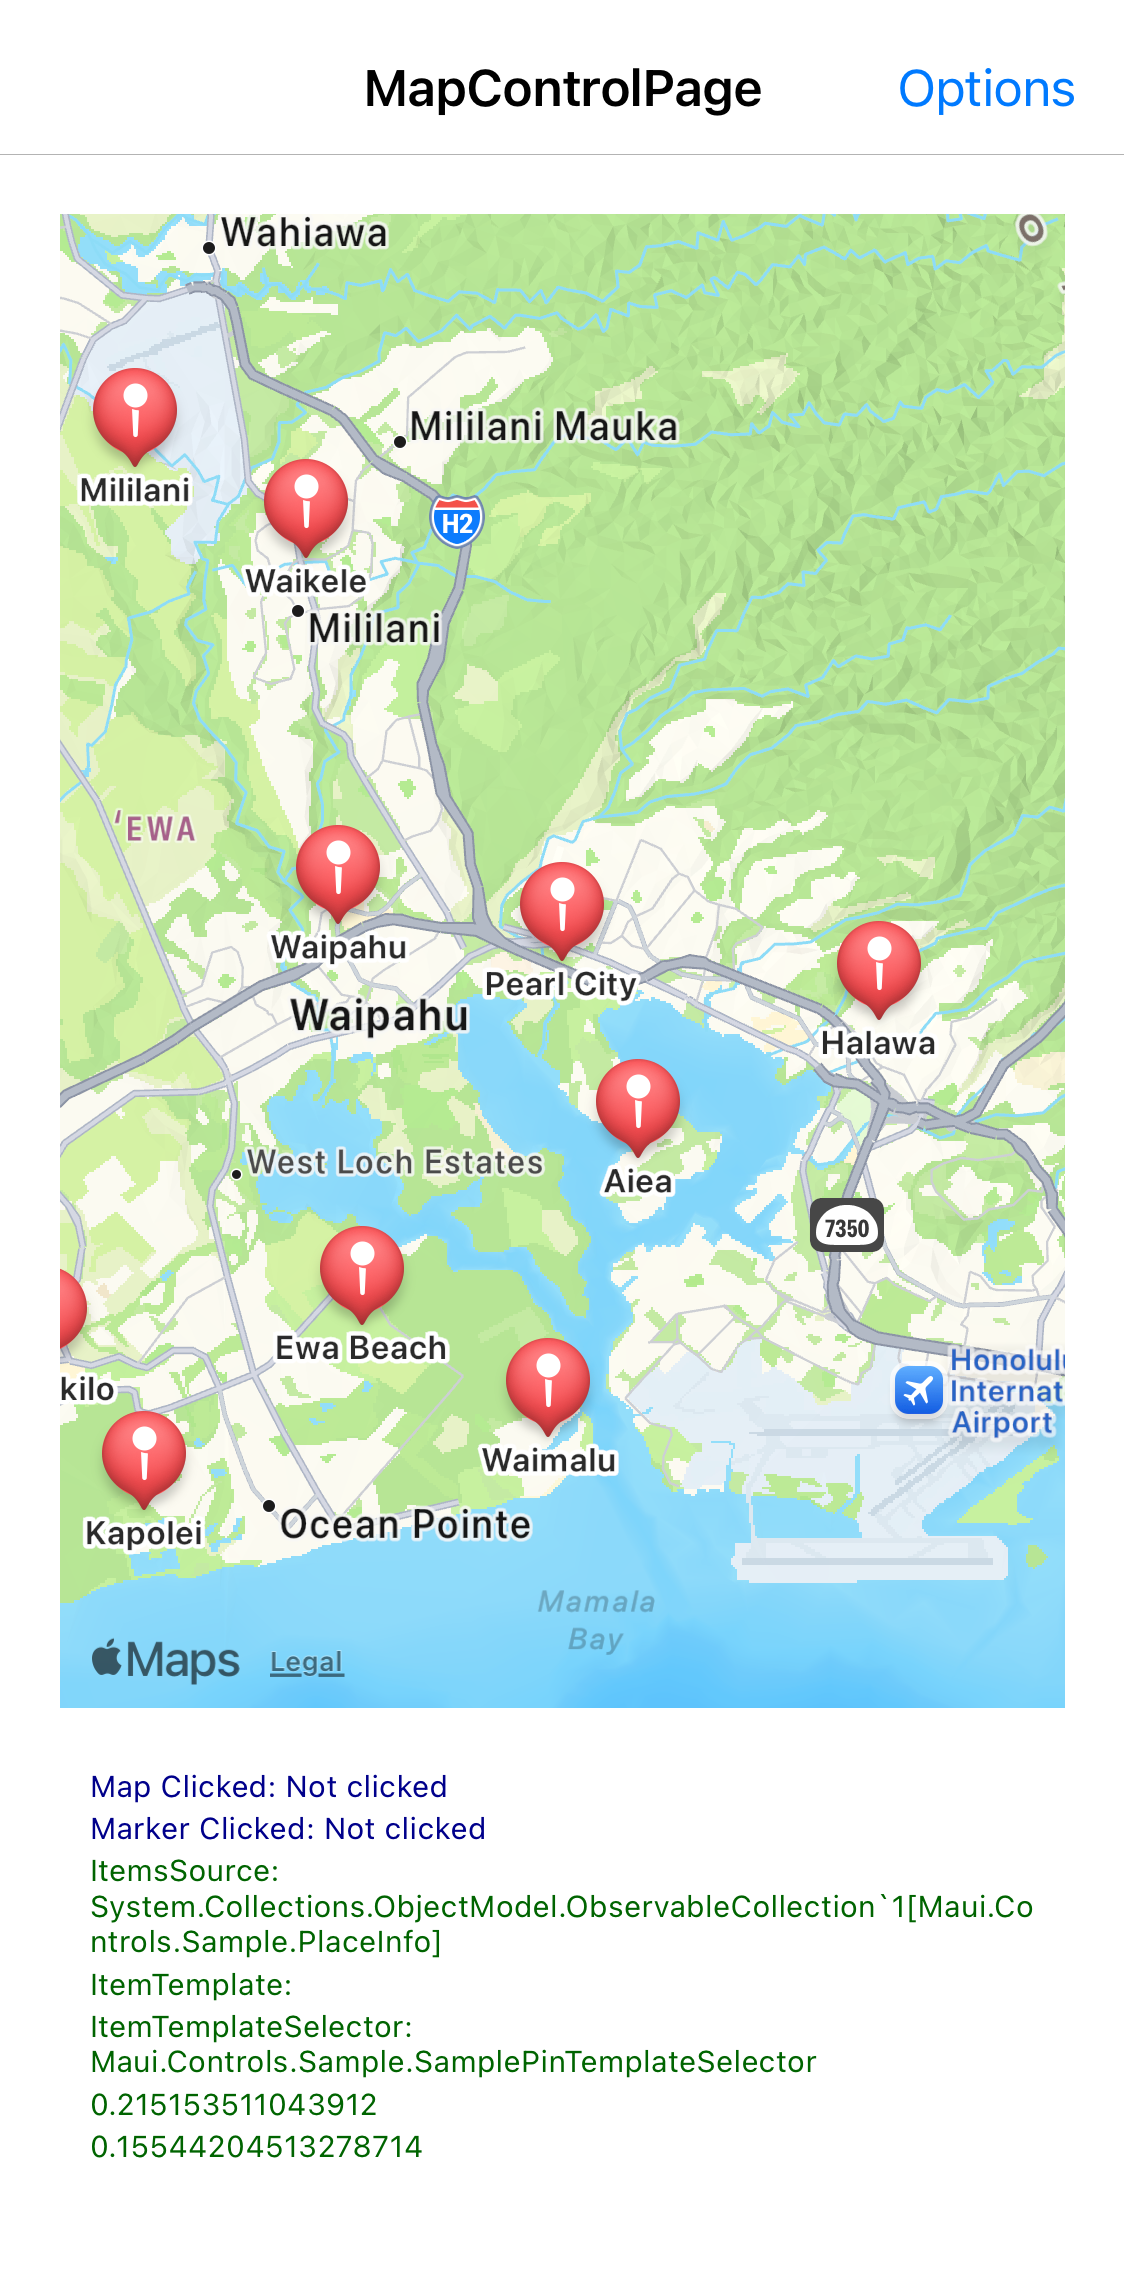 MapControlPage
Options
Wahiawa
O
Mililani Mauka
Mililani
H2
Waikele
Mililani
ʻEWA
Waipahu
Pearl City
Waipahu
Halawa
West Loch Estates
Aiea
7350
Ewa Beach
Honolulu
Internat
Airport
kilo
Waimalu
Kapolei
Ocean Pointe
Mamala
Bay
Maps
Legal
Map Clicked: Not clicked
Marker Clicked: Not clicked
ItemsSource:
System.Collections.ObjectModel.ObservableCollection`1[Maui.Co
ntrols.Sample.PlaceInfo]
ItemTemplate:
ItemTemplateSelector:
Maui.Controls.Sample.SamplePinTemplateSelector
0.215153511043912
0.15544204513278714